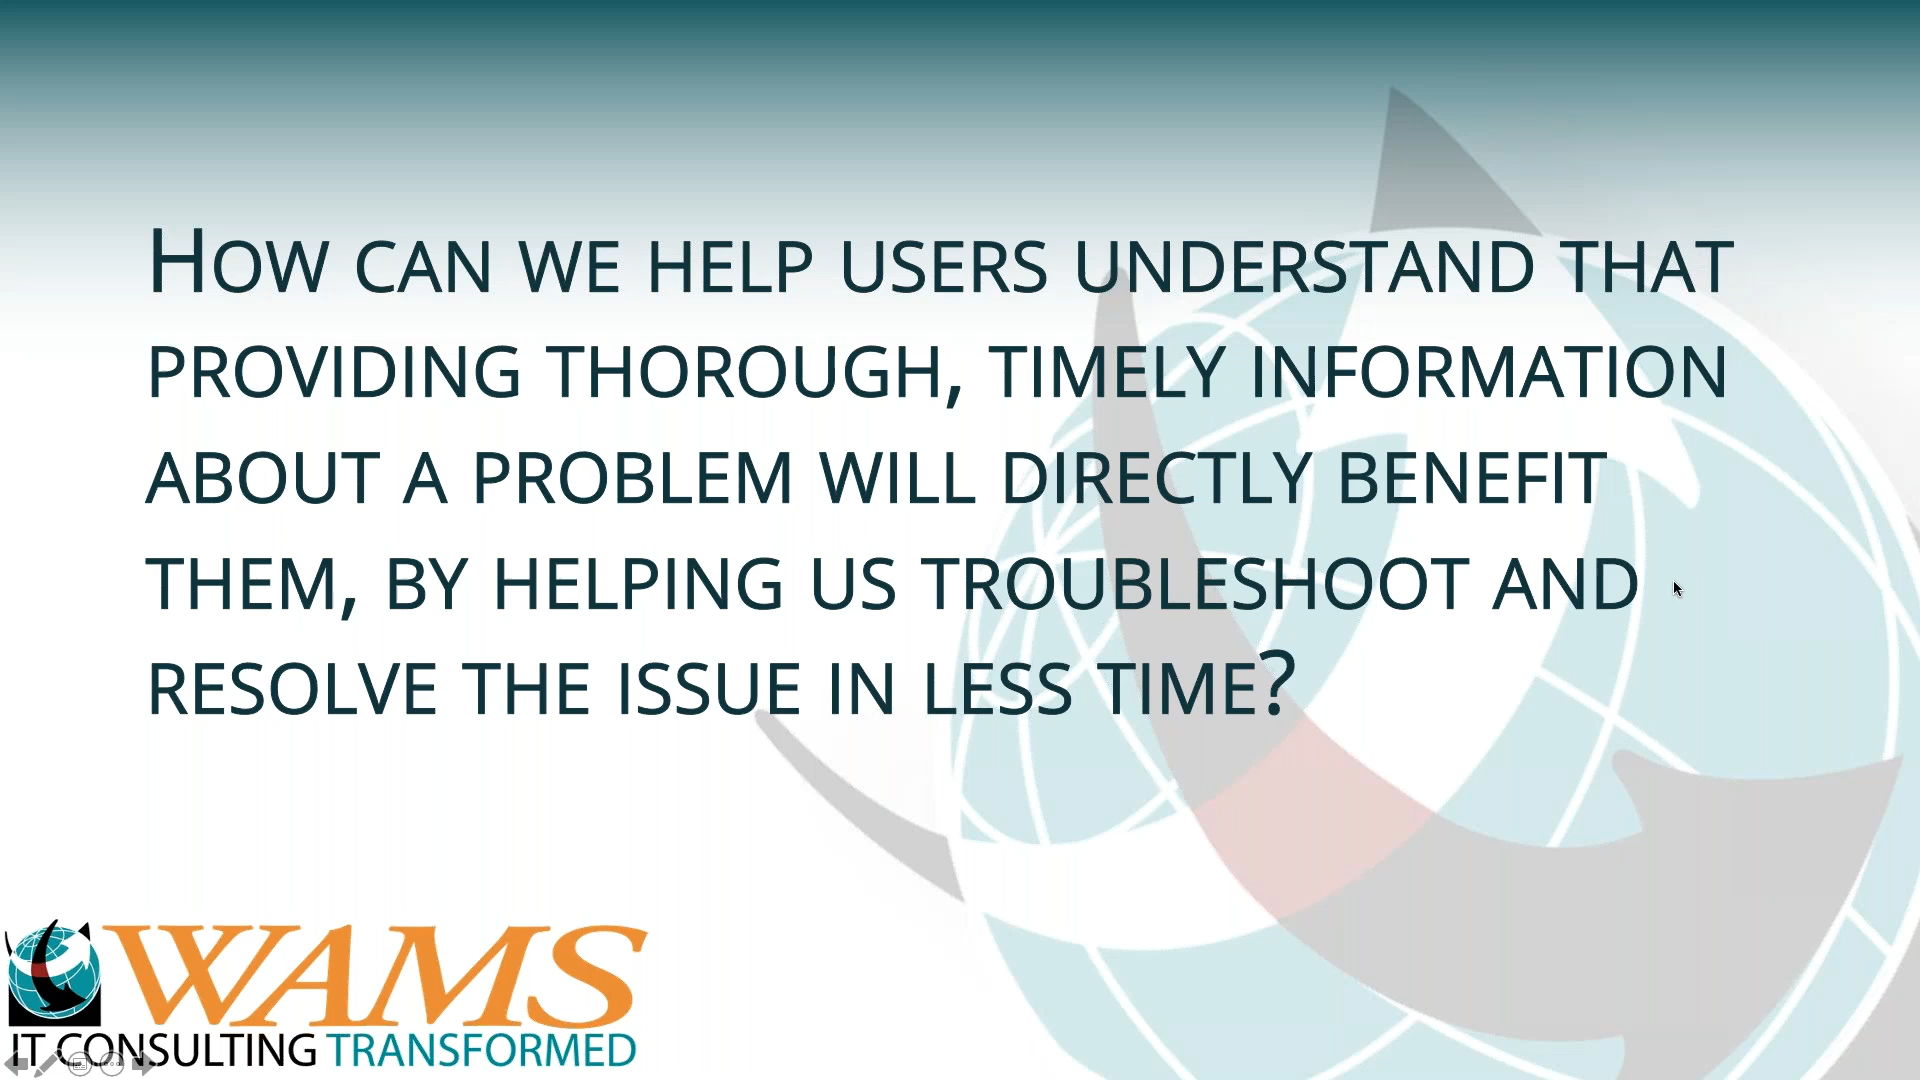 How can we help users understand that
providing thorough, timely information
about a problem will directly benefit
them, by helping us troubleshoot and
resolve the issue in less time?
WAMS
IT CONSULTING TRANSFORMED